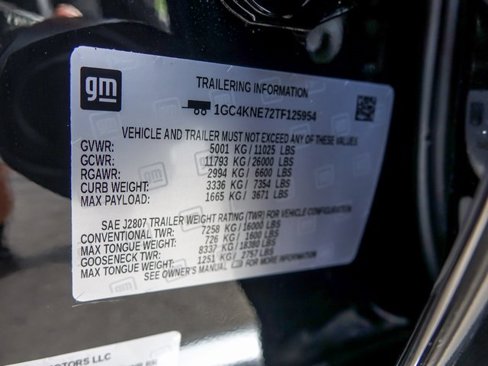 gm
TRAILERING INFORMATION
1GC4KNE72TF125954
VEHICLE AND TRAILER MUST NOT EXCEED ANY OF THESE VALUES
GVWR: 5001 KG/ 11025 LBS
GCWR: 11793 KG/ 26000 LBS
RGAWR: 2994 KG/ 6600 LBS
CURB WEIGHT: 3336 KG/ 7354 LBS
MAX PAYLOAD: 1665 KG/ 3671 LBS
SAE J2807 TRAILER WEIGHT RATING (TWR) FOR VEHICLE CONFIGURATION
CONVENTIONAL TWR: 7258 KG/ 16000 LBS
MAX TONGUE WEIGHT: 726 KG/ 1600 LBS
GOOSENECK TWR: 8337 KG/ 18380 LBS
MAX TONGUE WEIGHT: 1251 KG/ 2757 LBS
SEE OWNER'S MANUAL FOR MORE INFORMATION
TORS LLC